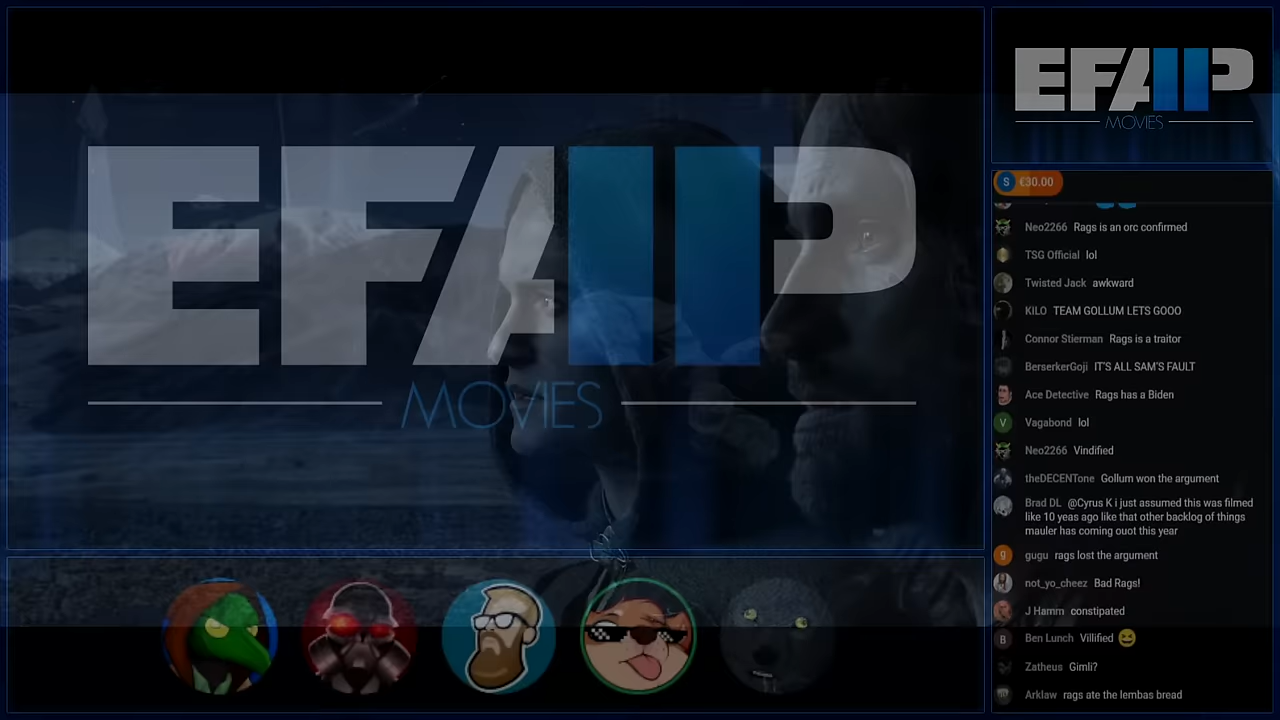 EFAP
MOVIES
EFAP
MOVIES
S €30.00
Neo2266 Rags is an orc confirmed
TSG Official lol
Twisted Jack awkward
KILO TEAM GOLLUM LETS GOOO
Connor Stierman Rags is a traitor
BerserkerGoji IT'S ALL SAM'S FAULT
Ace Detective Rags has a Biden
V Vagabond lol
Neo2266 Vindified
theDECENTone Gollum won the argument
Brad DL @Cyrus K i just assumed this was filmed
like 10 yeas ago like that other backlog of things
mauler has coming ouot this year
g gugu rags lost the argument
not_yo_cheez Bad Rags!
J Hamm constipated
B Ben Lunch Villified
Zatheus Gimli?
Arklaw rags ate the lembas bread